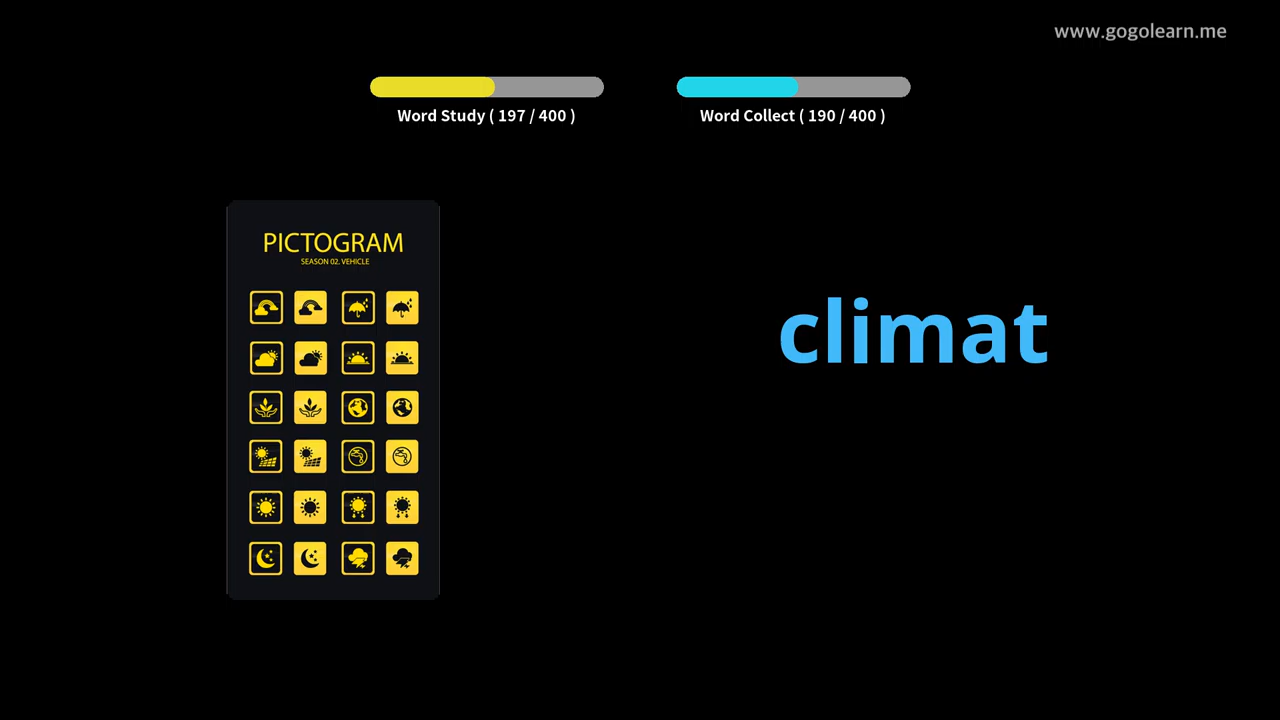 www.gogolearn.me
Word Study ( 197 / 400 )
Word Collect ( 190 / 400 )
PICTOGRAM
SEASON 02. VEHICLE
climat